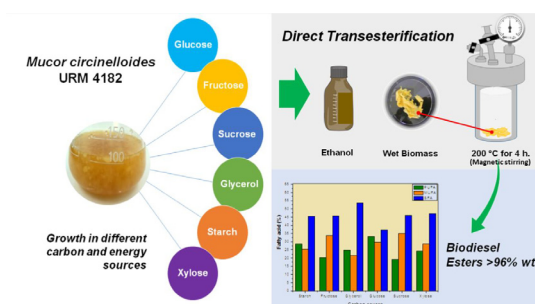 Mucor circinelloides
URM 4182
Glucose
Fructose
Sucrose
Glycerol
Starch
Xylose
100
Growth in different
carbon and energy
sources
Direct Transesterification
Ethanol
Wet Biomass
200 °C for 4 h.
(Magnetic stirring)
Fatty acid (%)
Starch
Fructose
Glycerol
Glucose
Sucrose
Xylose
Biodiesel
Esters >96% wt